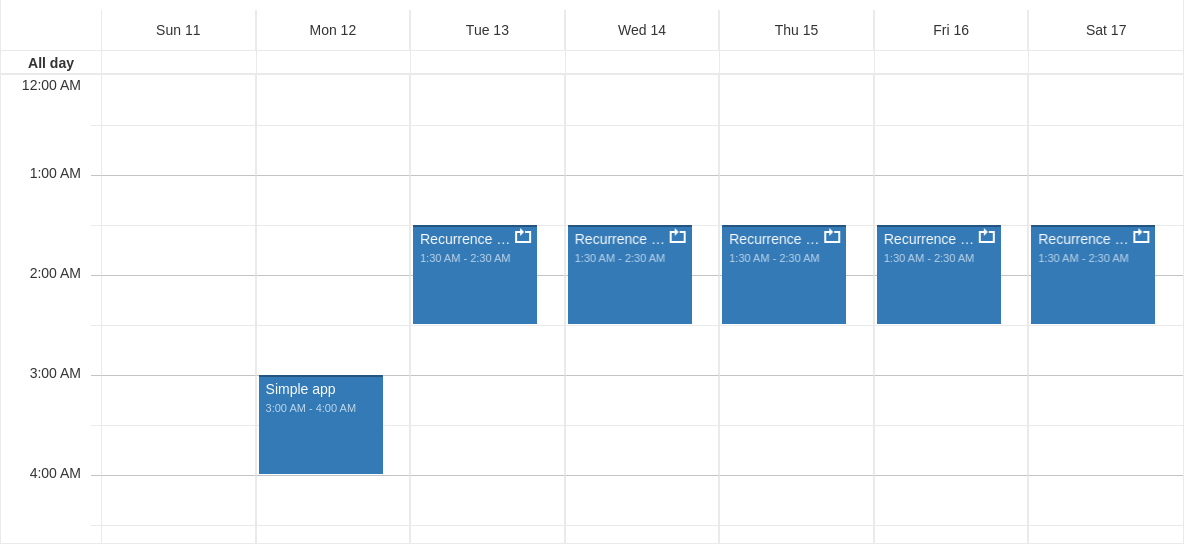 Sun 11 Mon 12 Tue 13 Wed 14 Thu 15 Fri 16 Sat 17
All day
12:00 AM
1:00 AM
Recurrence ... Recurrence ... Recurrence ... Recurrence ... Recurrence ...
1:30 AM - 2:30 AM 1:30 AM - 2:30 AM 1:30 AM - 2:30 AM 1:30 AM - 2:30 AM 1:30 AM - 2:30 AM
2:00 AM
3:00 AM
Simple app
3:00 AM - 4:00 AM
4:00 AM